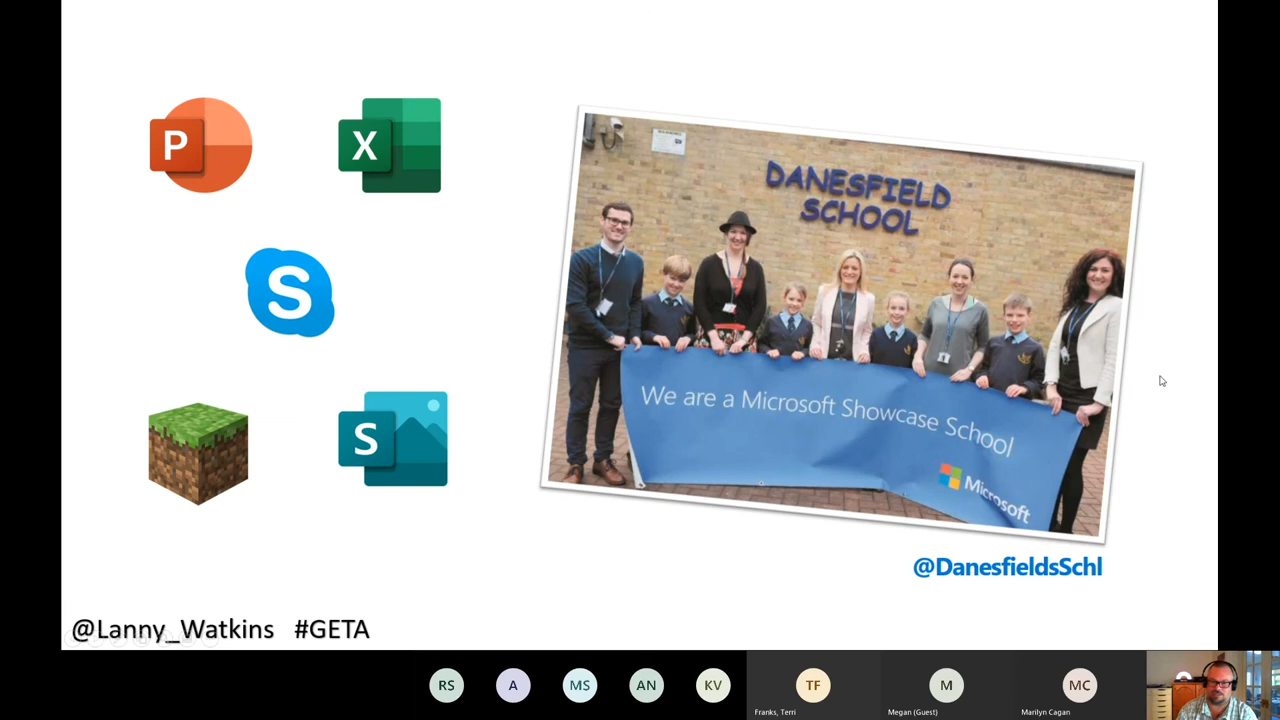 P
X
S
S
DANESFIELD
SCHOOL
We are a Microsoft Showcase School
Microsoft
@DanesfieldsSchl
@Lanny_Watkins #GETA
RS
A
MS
AN
KV
TF
M
MC
Franks, Terri
Megan (Guest)
Marilyn Cagan